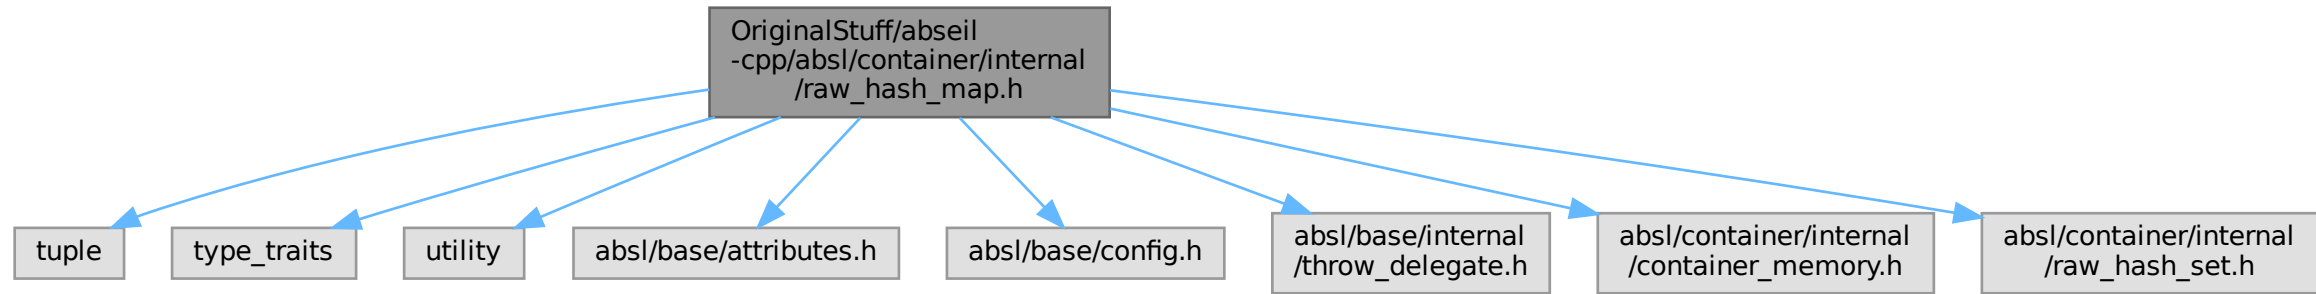 OriginalStuff/abseil
-cpp/absl/container/internal
/raw_hash_map.h
tuple
type_traits
utility
absl/base/attributes.h
absl/base/config.h
absl/base/internal
/throw_delegate.h
absl/container/internal
/container_memory.h
absl/container/internal
/raw_hash_set.h